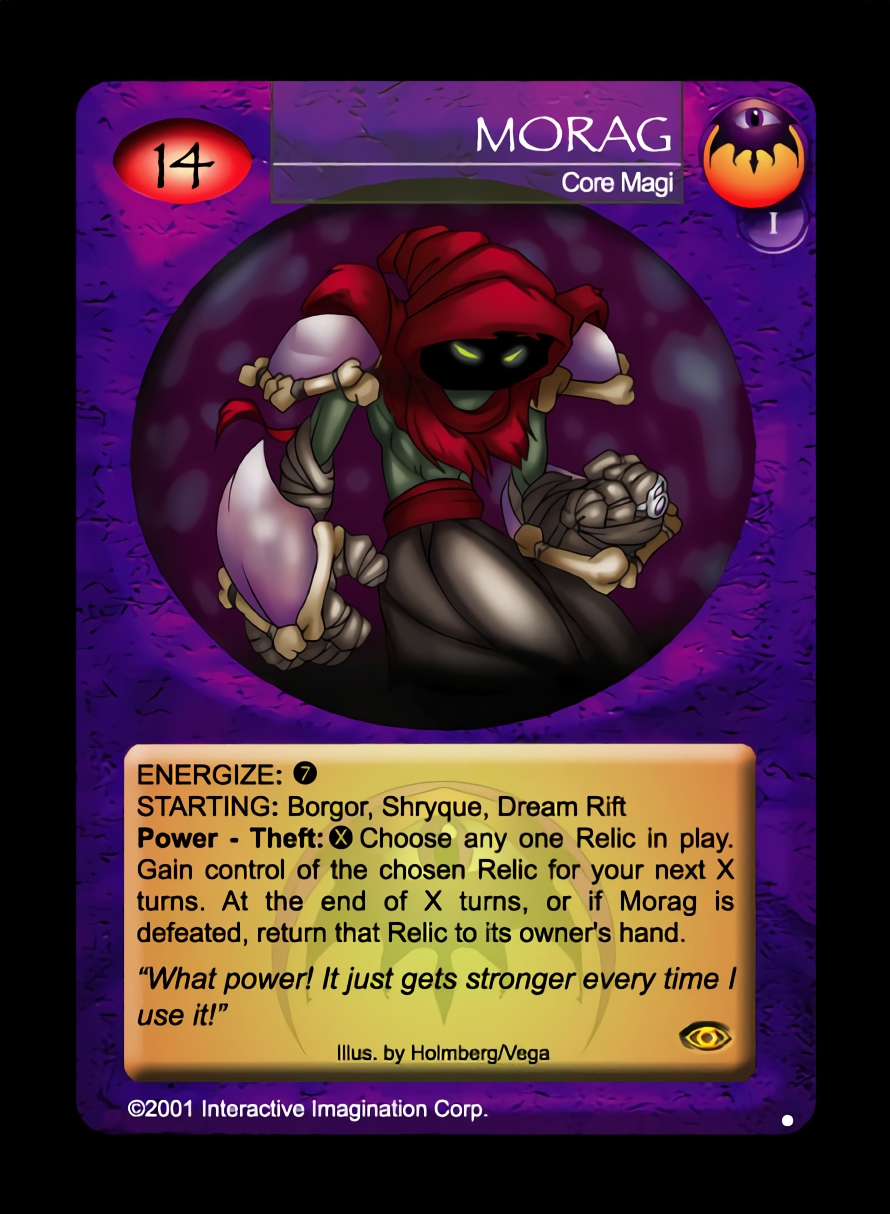 14
MORAG
Core Magi
I
ENERGIZE: 7
STARTING: Borgor, Shryque, Dream Rift
Power - Theft: X Choose any one Relic in play.
Gain control of the chosen Relic for your next X
turns. At the end of X turns, or if Morag is
defeated, return that Relic to its owner's hand.
“What power! It just gets stronger every time I
use it!”
Illus. by Holmberg/Vega
©2001 Interactive Imagination Corp.